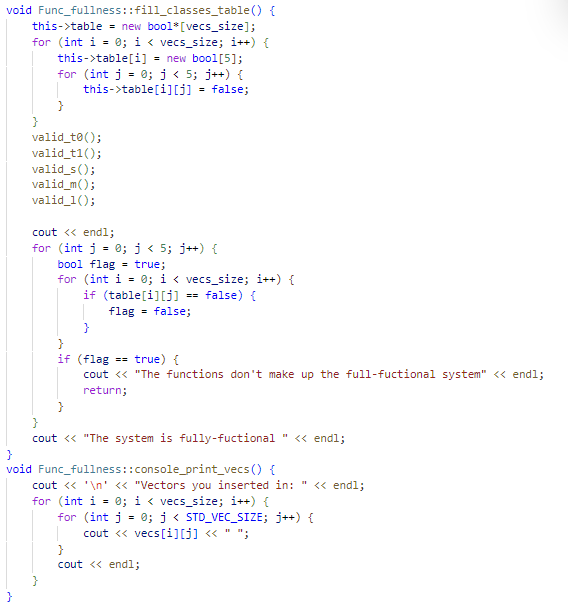 void Func_fullness::fill_classes_table() {
    this->table = new bool*[vecs_size];
    for (int i = 0; i < vecs_size; i++) {
        this->table[i] = new bool[5];
        for (int j = 0; j < 5; j++) {
            this->table[i][j] = false;
        }
    }
    valid_t0();
    valid_t1();
    valid_s();
    valid_m();
    valid_l();

    cout << endl;
    for (int j = 0; j < 5; j++) {
        bool flag = true;
        for (int i = 0; i < vecs_size; i++) {
            if (table[i][j] == false) {
                flag = false;
            }
        }
        if (flag == true) {
            cout << "The functions don't make up the full-fuctional system" << endl;
            return;
        }
    }
    cout << "The system is fully-fuctional " << endl;
}
void Func_fullness::console_print_vecs() {
    cout << '\n' << "Vectors you inserted in: " << endl;
    for (int i = 0; i < vecs_size; i++) {
        for (int j = 0; j < STD_VEC_SIZE; j++) {
            cout << vecs[i][j] << " ";
        }
        cout << endl;
    }
}